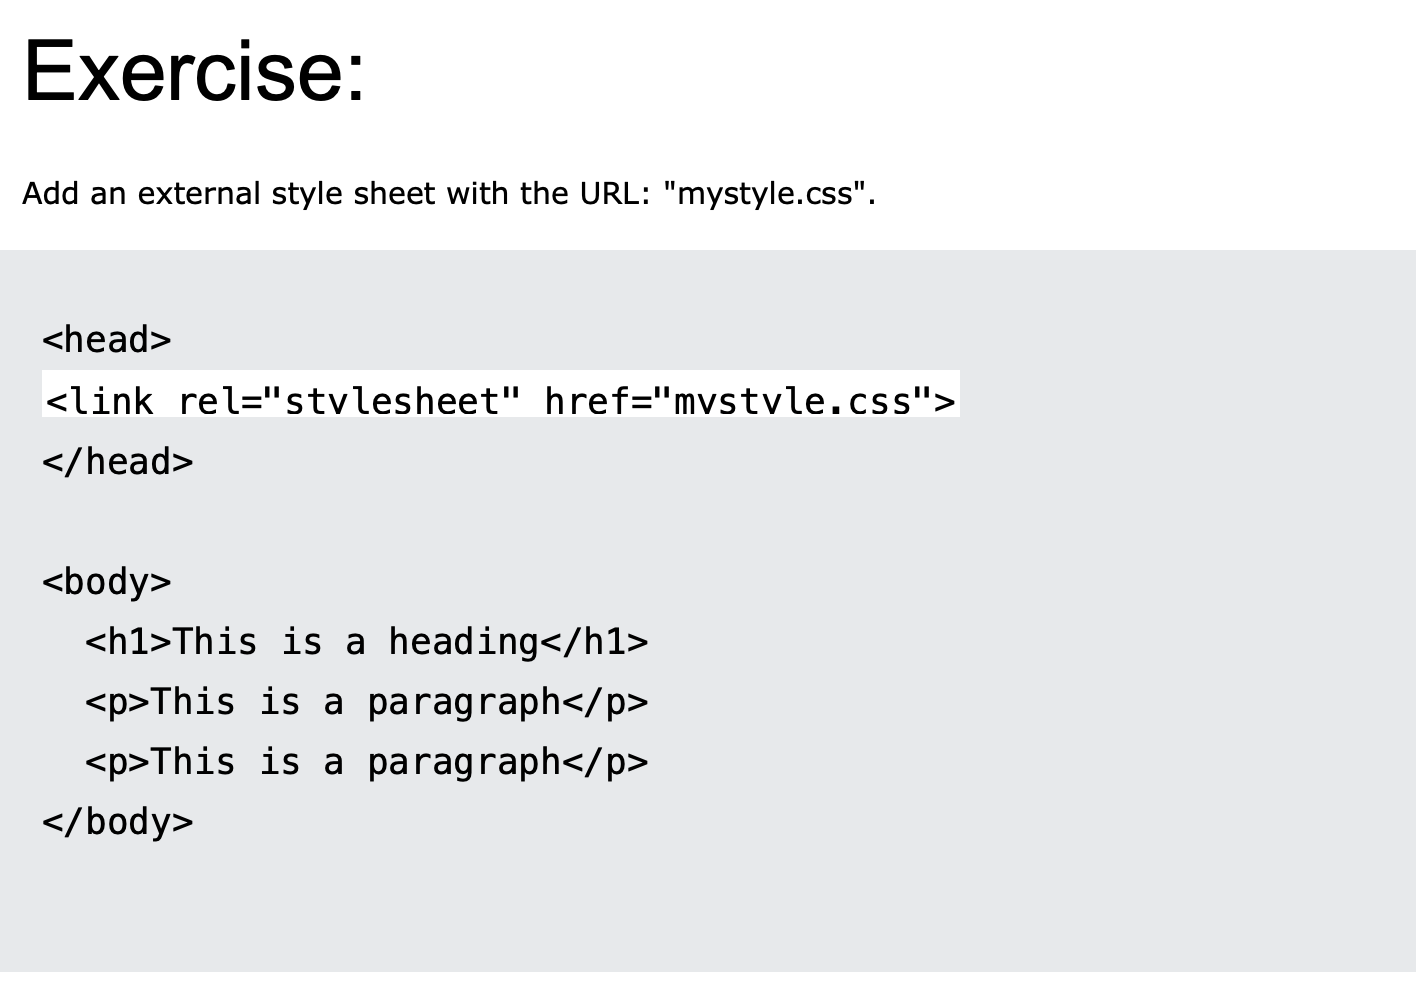 Exercise:
Add an external style sheet with the URL: "mystyle.css".
<head>
<link rel="stylesheet" href="mystyle.css">
</head>
<body>
<h1>This is a heading</h1>
<p>This is a paragraph</p>
<p>This is a paragraph</p>
</body>